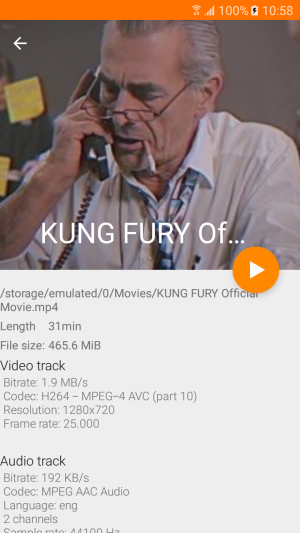 100% 10:58
KUNG FURY Of...
/storage/emulated/0/Movies/KUNG FURY Official
Movie.mp4
Length 31min
File size: 465.6 MiB
Video track
Bitrate: 1.9 MB/s
Codec: H264 – MPEG–4 AVC (part 10)
Resolution: 1280x720
Frame rate: 25.000
Audio track
Bitrate: 192 KB/s
Codec: MPEG AAC Audio
Language: eng
2 channels
Sample rate: 44100 Hz